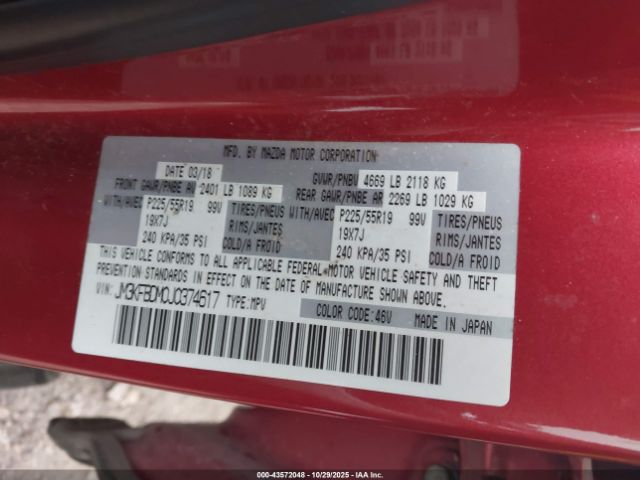 MFD. BY MAZDA MOTOR CORPORATION
DATE 03/18 GVWR/PNBV 4669 LB 2118 KG
FRONT GAWR/PNBE AV 2401 LB 1089 KG REAR GAWR/PNBE AR 2269 LB 1029 KG
WITH/AVEC P225/55R19 99V TIRES/PNEUS WITH/AVEC P225/55R19 99V TIRES/PNEUS
19X7J RIMS/JANTES 19X7J RIMS/JANTES
240 KPA/35 PSI COLD/A FROID 240 KPA/35 PSI COLD/A FROID
THIS VEHICLE CONFORMS TO ALL APPLICABLE FEDERAL MOTOR VEHICLE SAFETY AND THEFT
PREVENTION STANDARDS IN EFFECT ON THE DATE OF MANUFACTURE SHOWN ABOVE.
VIN: JM3KFBDM0J0374617 TYPE: MPV
COLOR CODE:46V MADE IN JAPAN
000-43572048 - 10/29/2025 - IAA Inc.